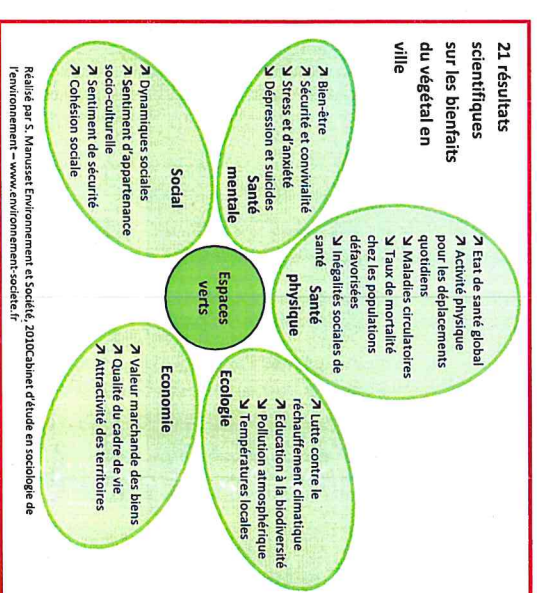 21 résultats
scientifiques
sur les bienfaits
du végétal en
ville
↗ Etat de santé global
↗ Activité physique
pour les déplacements
quotidiens
↘ Maladies circulatoires
↘ Taux de mortalité
chez les populations
défavorisées
↘ Inégalités sociales de
santé
Santé
physique
↗ Bien-être
↗ Sécurité et convivialité
↘ Stress et d'anxiété
↘ Dépression et suicides
Santé
mentale
Espaces
verts
↗ Lutte contre le
réchauffement climatique
↗ Education à la biodiversité
↘ Pollution atmosphérique
↘ Températures locales
Ecologie
Social
↗ Dynamiques sociales
↗ Sentiment d'appartenance
socio-culturelle
↗ Sentiment de sécurité
↗ Cohésion sociale
Economie
↗ Valeur marchande des biens
↗ Qualité du cadre de vie
↗ Attractivité des territoires
Réalisé par S. Manusset Environnement et Société, 2010Cabinet d'étude en sociologie de
l'environnement – www.environnement-societe.fr